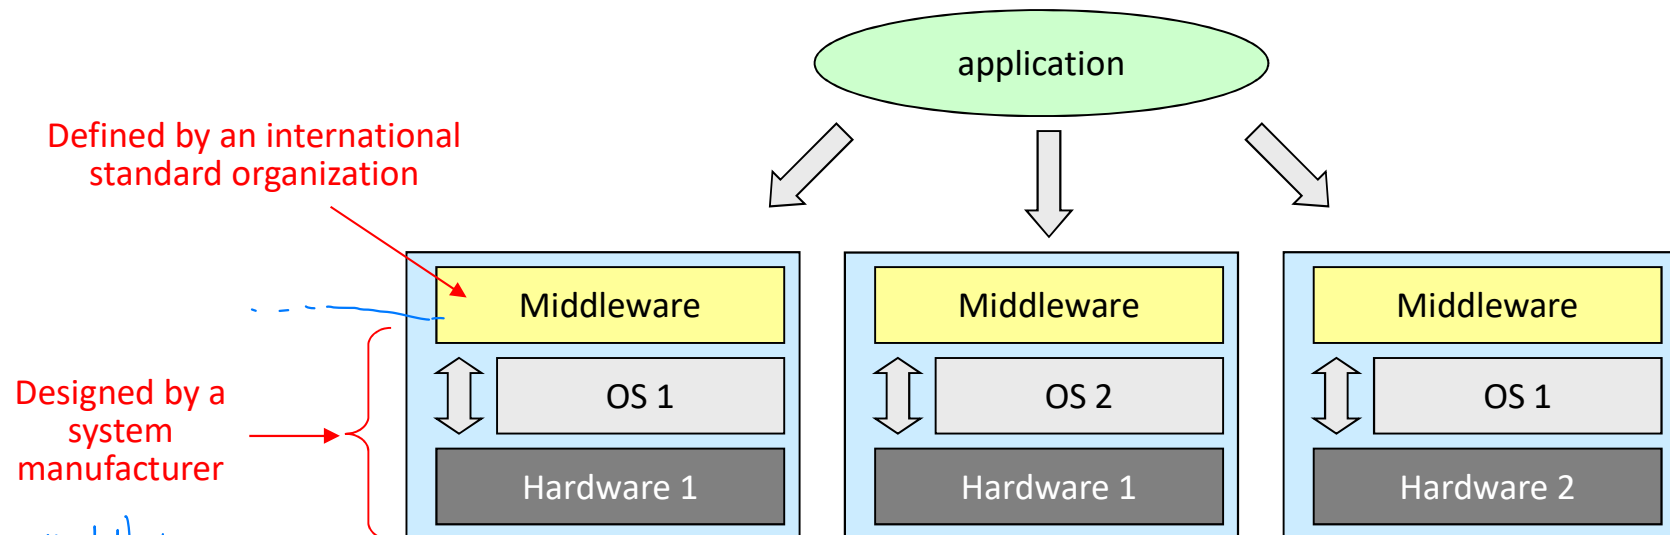 application
Defined by an international
standard organization
Middleware
Middleware
Middleware
Designed by a
system
manufacturer
OS 1
OS 2
OS 1
Hardware 1
Hardware 1
Hardware 2